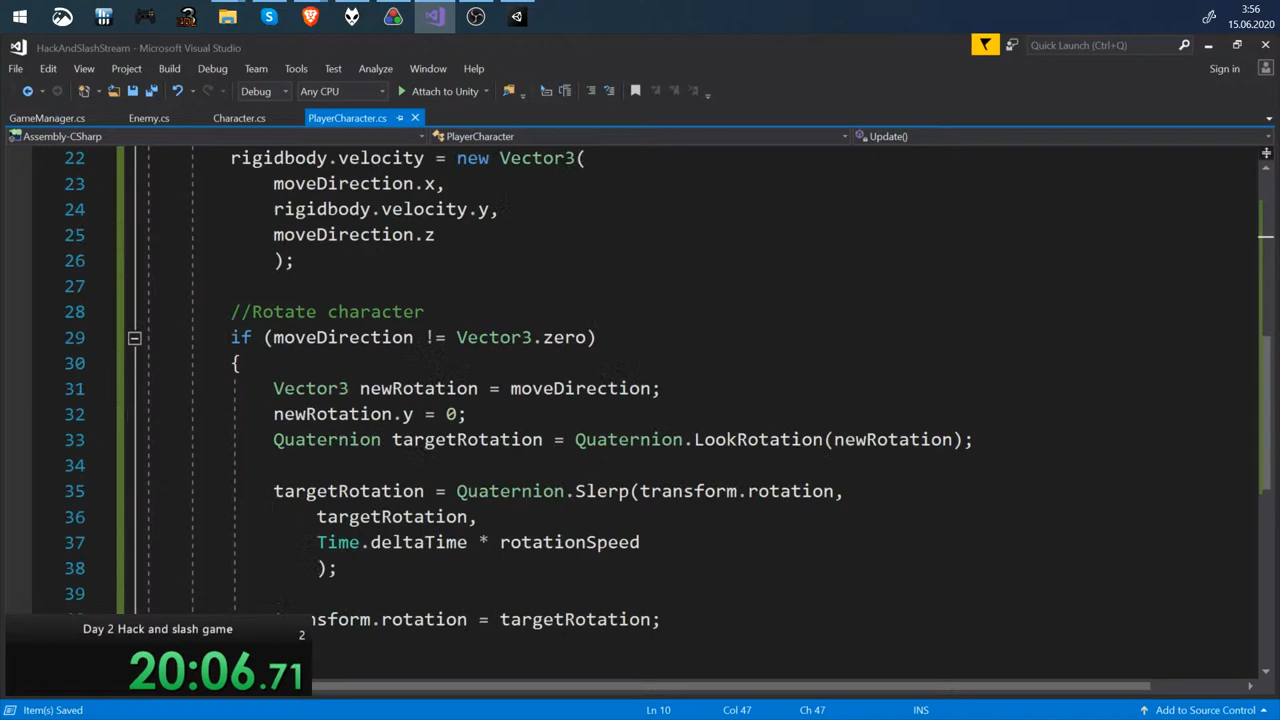 3:56
15.06.2020
HackAndSlashStream - Microsoft Visual Studio
Quick Launch (Ctrl+Q)
File Edit View Project Build Debug Team Tools Test Analyze Window Help
Sign in
Debug Any CPU Attach to Unity
GameManager.cs Enemy.cs Character.cs PlayerCharacter.cs
Assembly-CSharp PlayerCharacter Update()
22 rigidbody.velocity = new Vector3(
23 moveDirection.x,
24 rigidbody.velocity.y,
25 moveDirection.z
26 );
27
28 //Rotate character
29 if (moveDirection != Vector3.zero)
30 {
31 Vector3 newRotation = moveDirection;
32 newRotation.y = 0;
33 Quaternion targetRotation = Quaternion.LookRotation(newRotation);
34
35 targetRotation = Quaternion.Slerp(transform.rotation,
36 targetRotation,
37 Time.deltaTime * rotationSpeed
38 );
39
nsform.rotation = targetRotation;
Day 2 Hack and slash game
2
20:06.71
Item(s) Saved Ln 10 Col 47 Ch 47 INS Add to Source Control